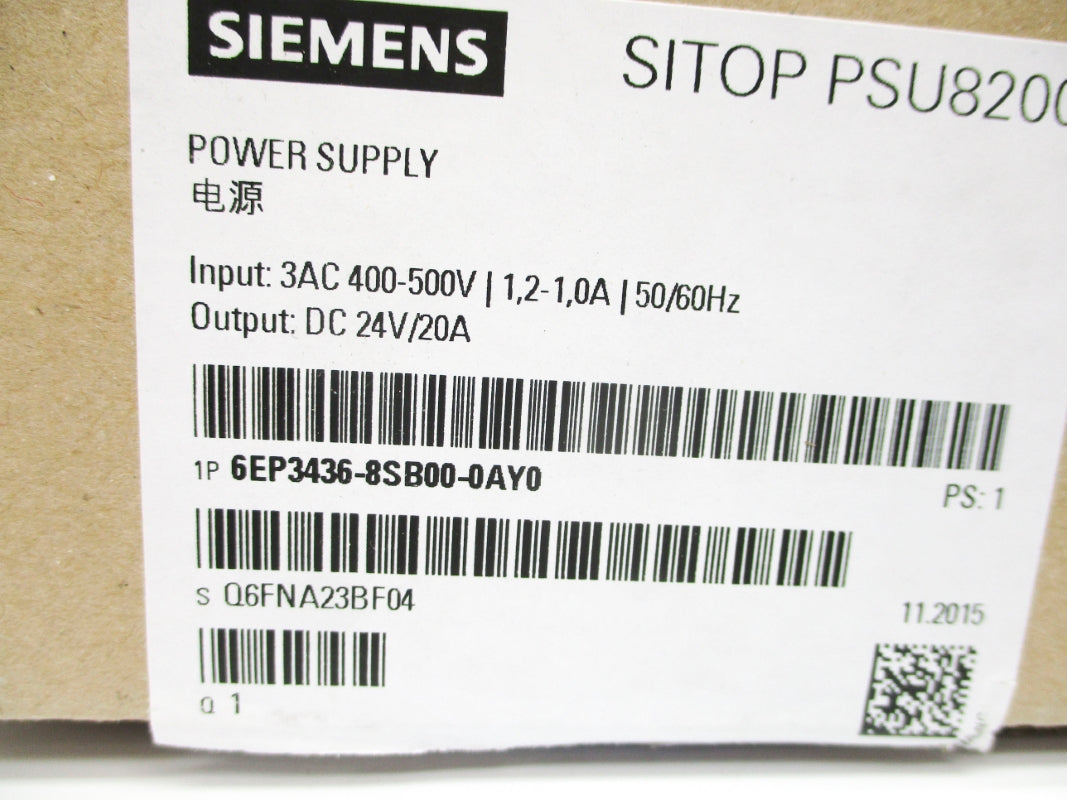 SIEMENS
SITOP PSU8200
POWER SUPPLY
电源
Input: 3AC 400-500V | 1,2-1,0A | 50/60Hz
Output: DC 24V/20A
1P 6EP3436-8SB00-0AY0
PS: 1
S Q6FNA23BF04
11.2015
Q 1